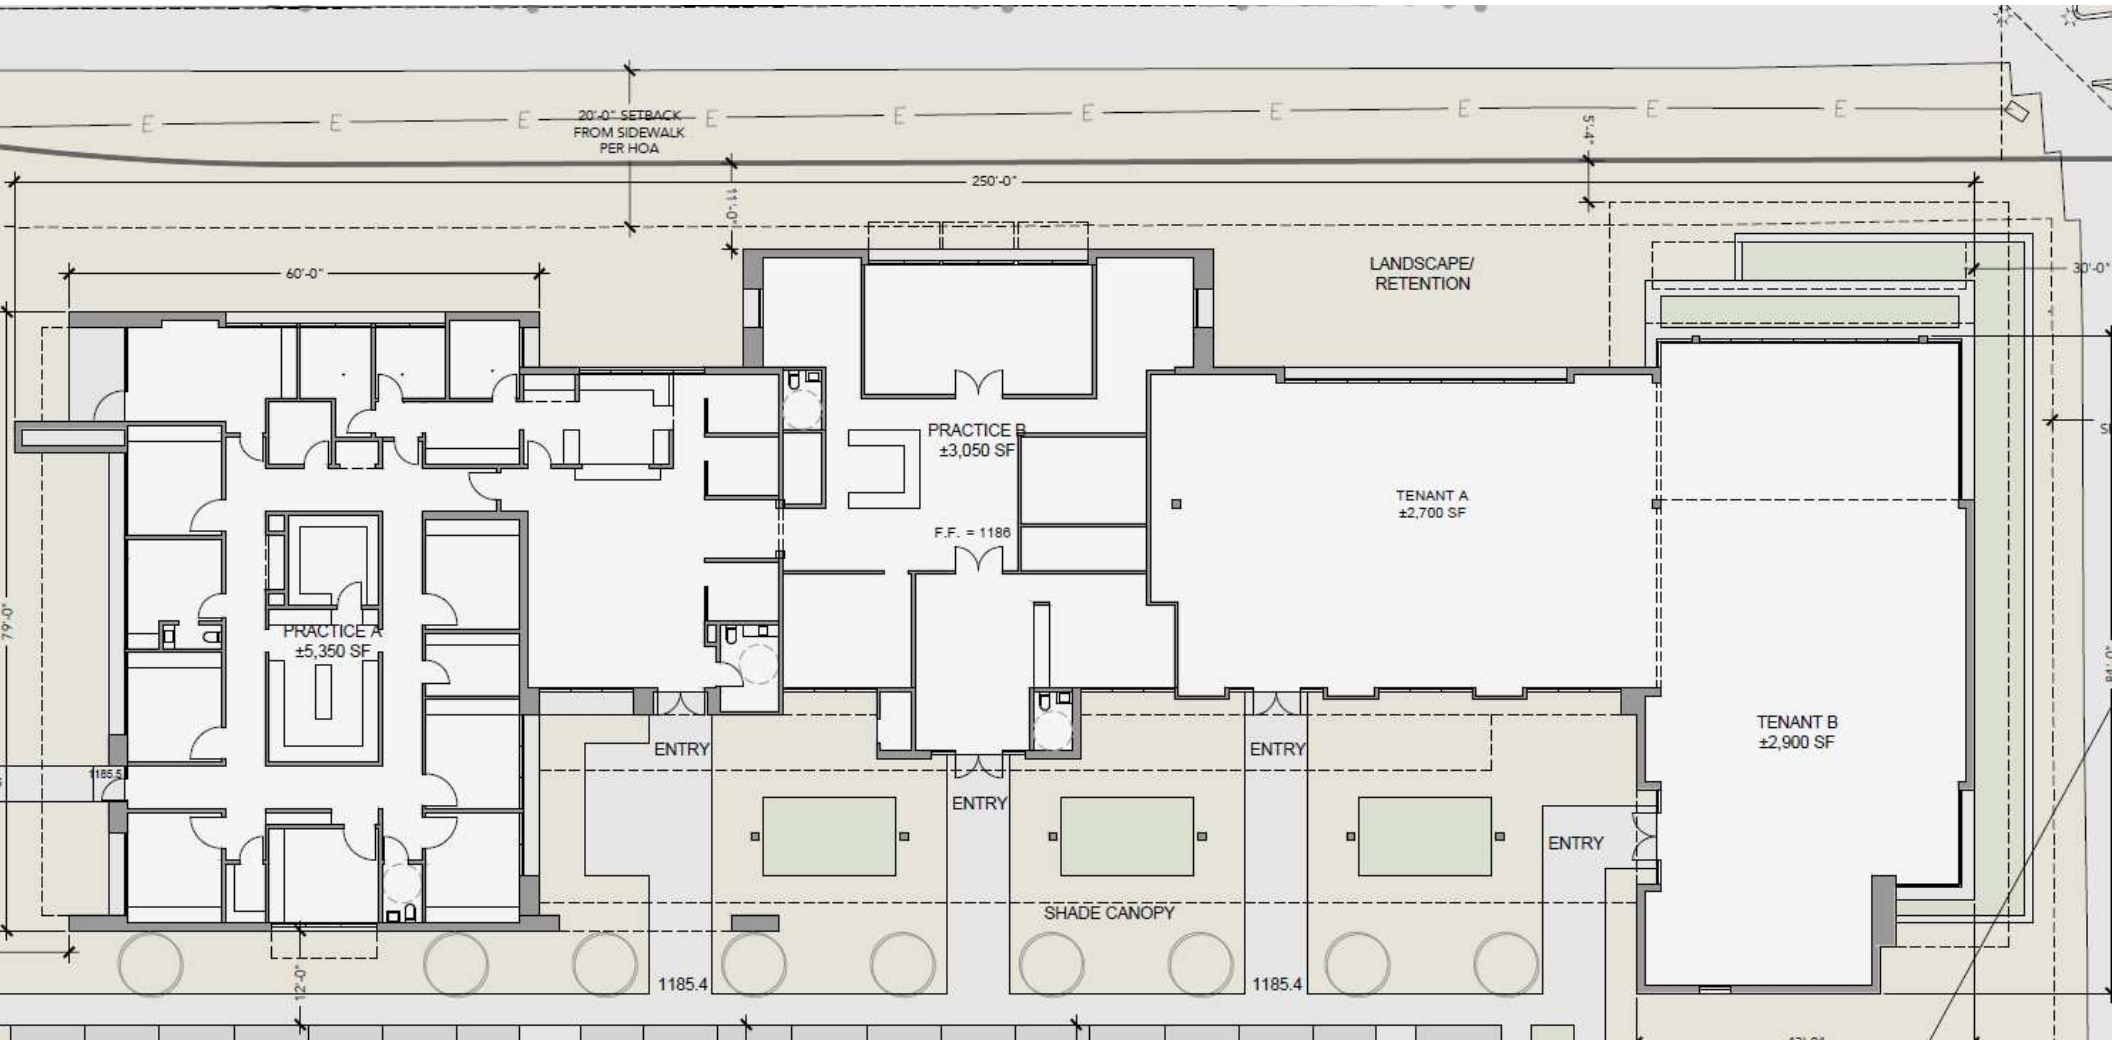 E E E E E E E E E E
20'-0" SETBACK
FROM SIDEWALK
PER HOA
5'-4"
250'-0"
11'-0"
60'-0"
LANDSCAPE/
RETENTION
30'-0"
PRACTICE B
±3,050 SF
TENANT A
±2,700 SF
F.F. = 1186
79'-0"
PRACTICE A
±5,350 SF
TENANT B
±2,900 SF
ENTRY
ENTRY
1185.5
ENTRY
ENTRY
SHADE CANOPY
12'-0"
1185.4
1185.4